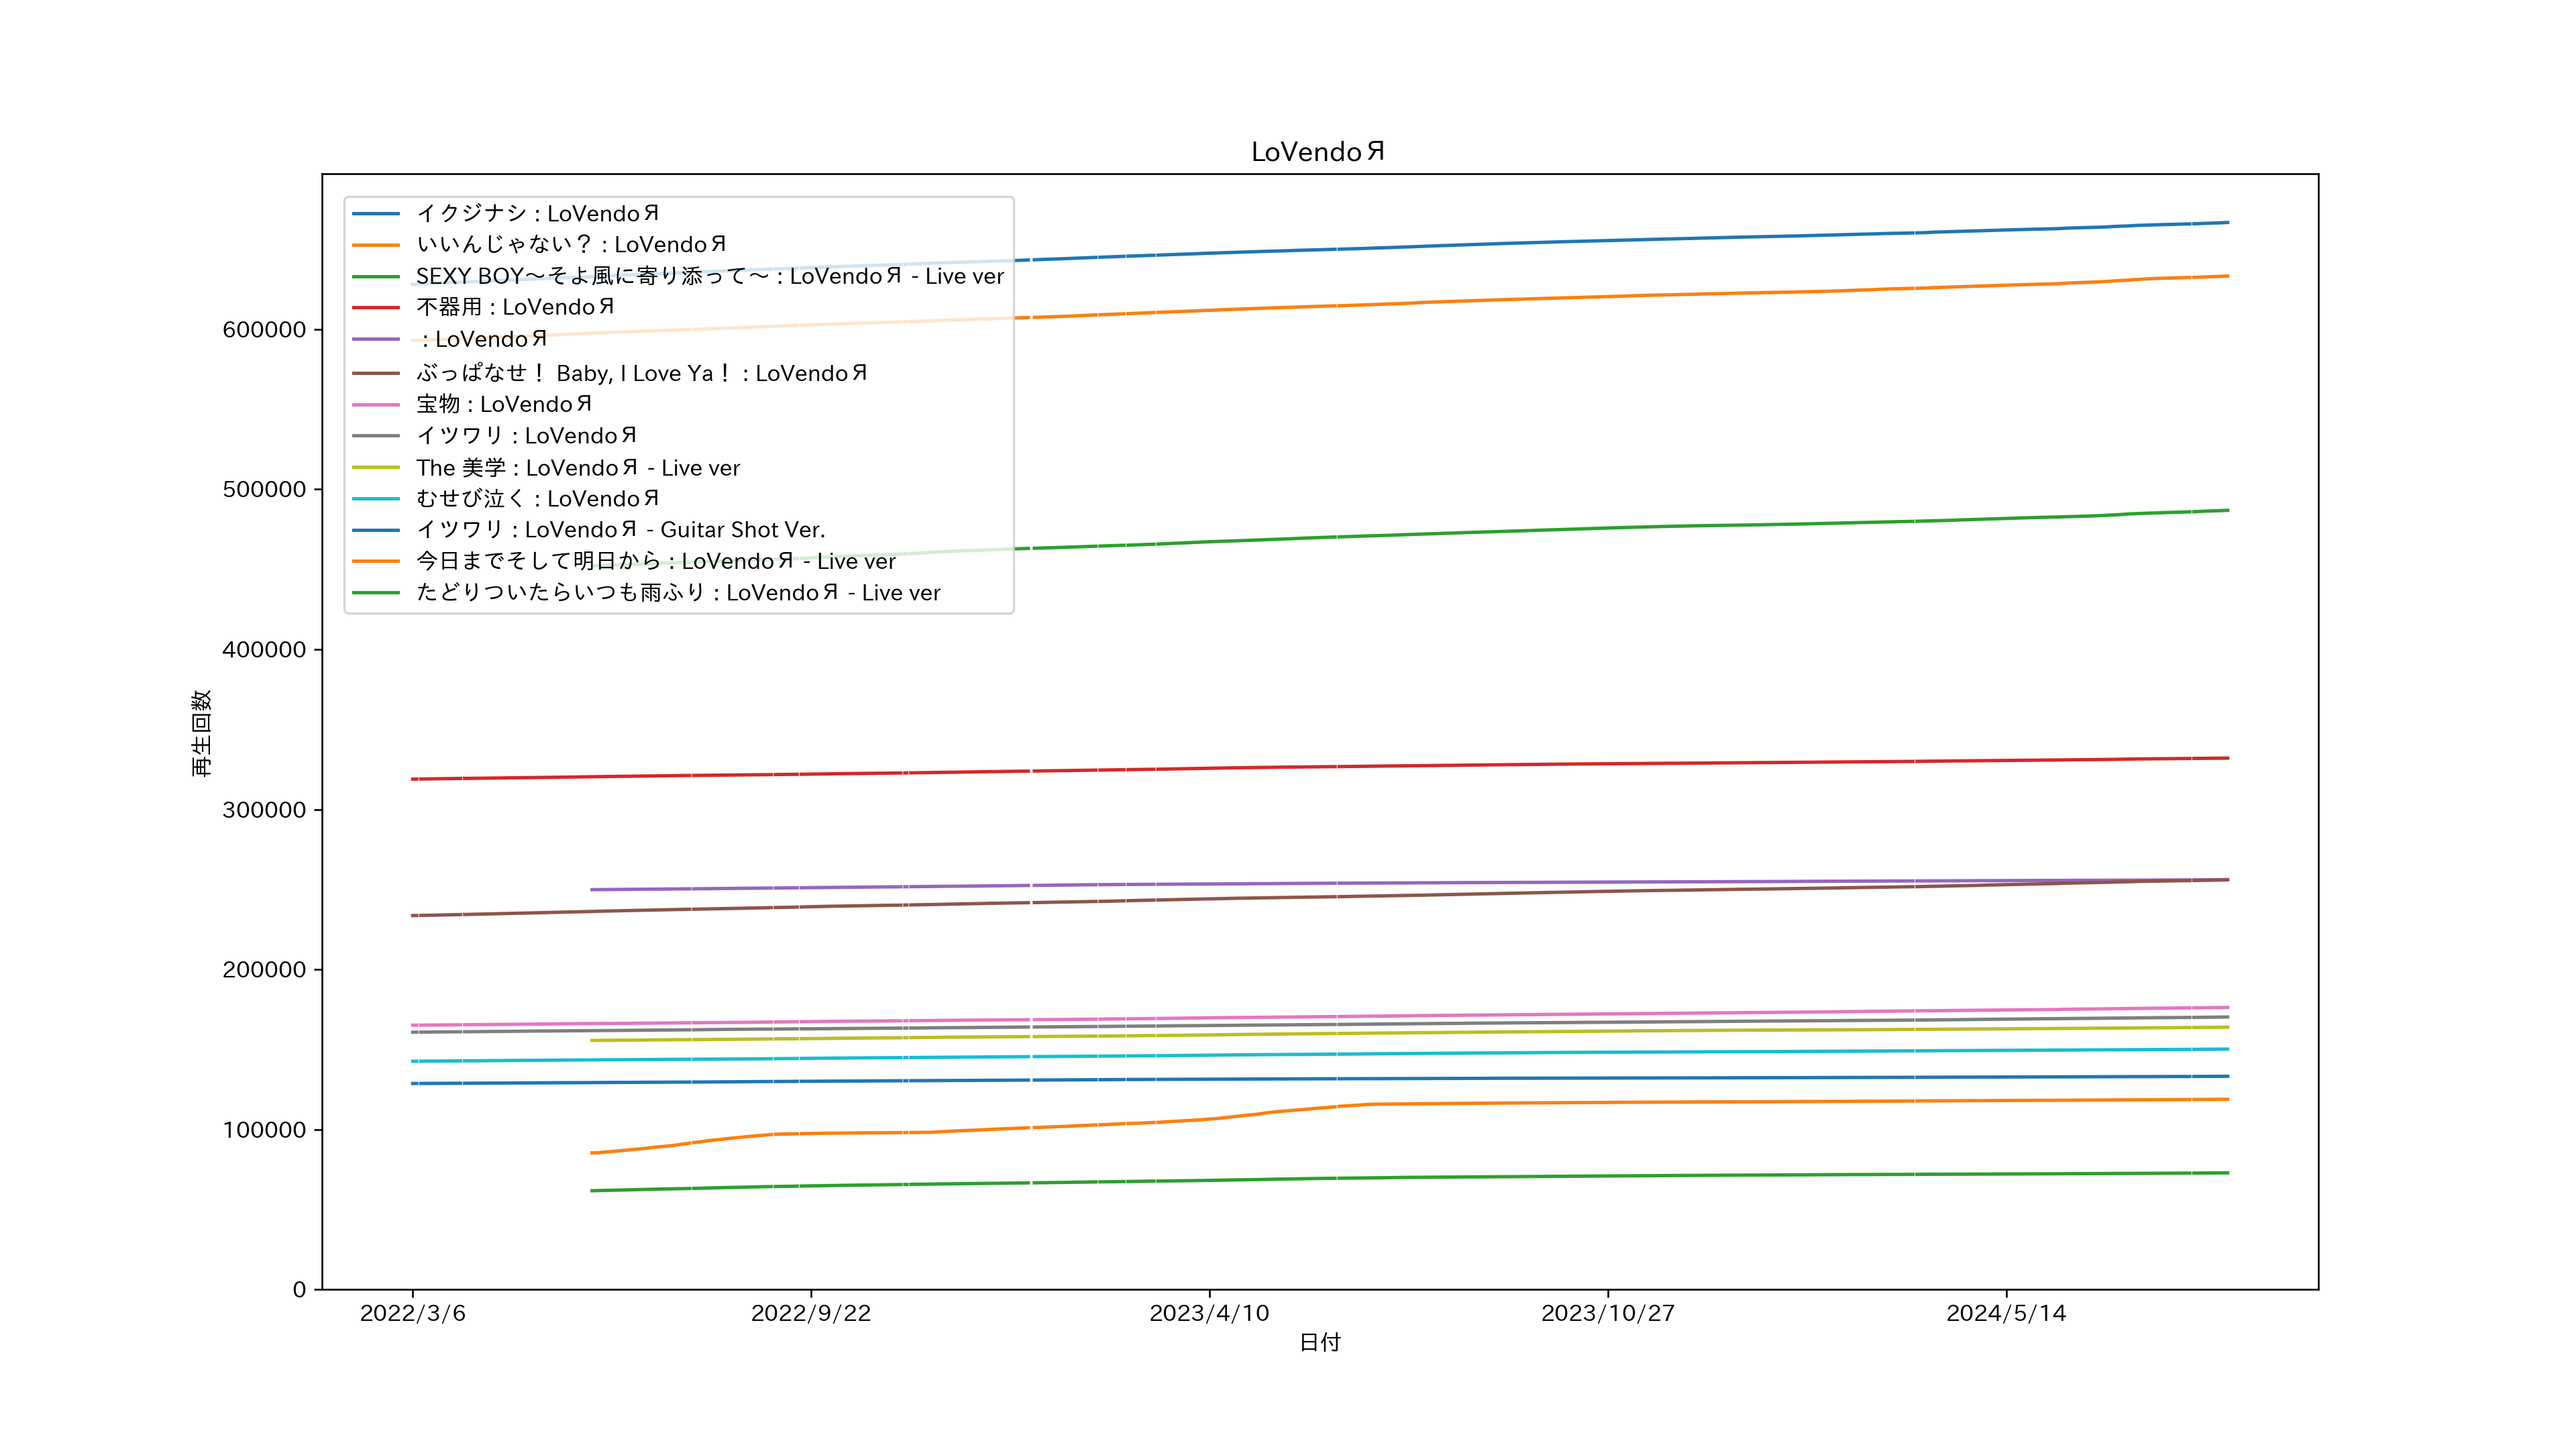 LoVendoЯ
イクジナシ : LoVendoЯ
いいんじゃない？ : LoVendoЯ
SEXY BOY～そよ風に寄り添って～ : LoVendoЯ - Live ver
不器用 : LoVendoЯ
: LoVendoЯ
ぶっぱなせ！ Baby, I Love Ya！ : LoVendoЯ
宝物 : LoVendoЯ
イツワリ : LoVendoЯ
The 美学 : LoVendoЯ - Live ver
むせび泣く : LoVendoЯ
イツワリ : LoVendoЯ - Guitar Shot Ver.
今日までそして明日から : LoVendoЯ - Live ver
たどりついたらいつも雨ふり : LoVendoЯ - Live ver
600000
500000
400000
300000
200000
100000
0
再生回数
2022/3/6
2022/9/22
2023/4/10
2023/10/27
2024/5/14
日付